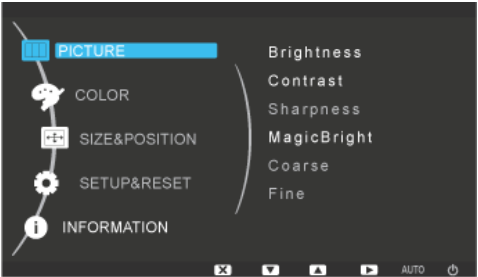 PICTURE
COLOR
SIZE&POSITION
SETUP&RESET
INFORMATION
Brightness
Contrast
Sharpness
MagicBright
Coarse
Fine
AUTO